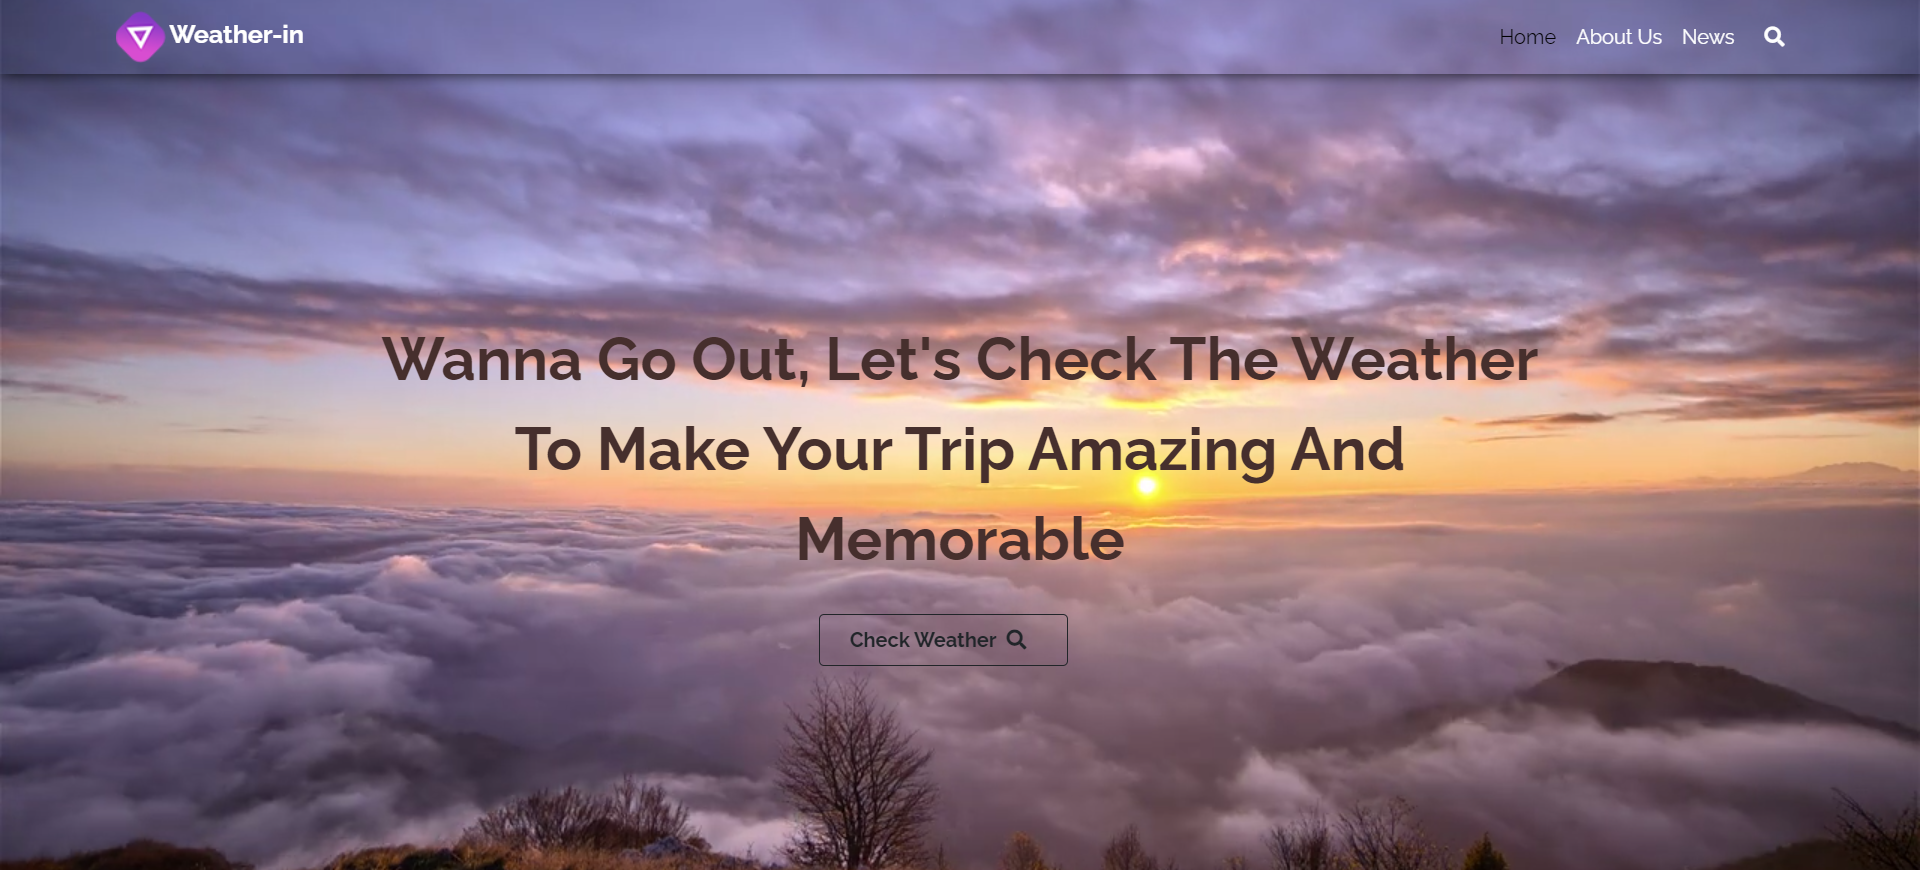 Weather-in
Home About Us News
Wanna Go Out, Let's Check The Weather
To Make Your Trip Amazing And
Memorable
Check Weather